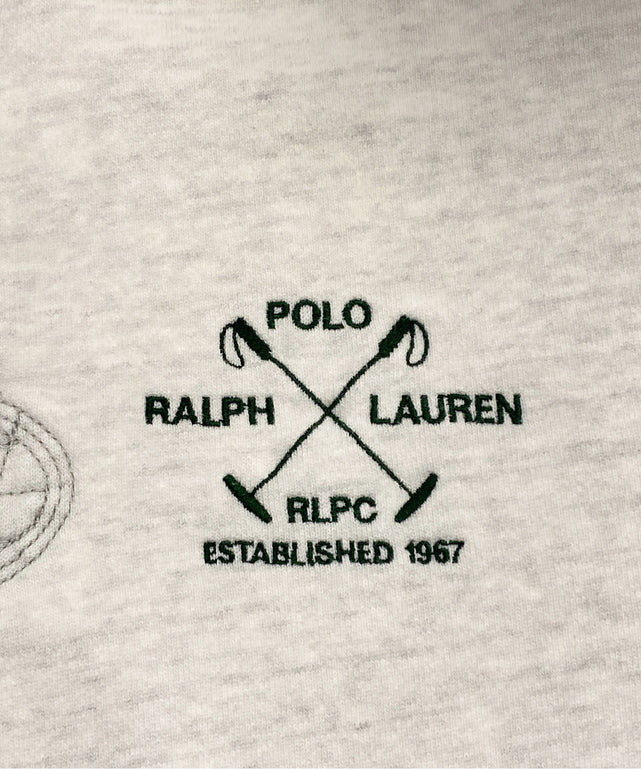 POLO
RALPH LAUREN
RLPC
ESTABLISHED 1967